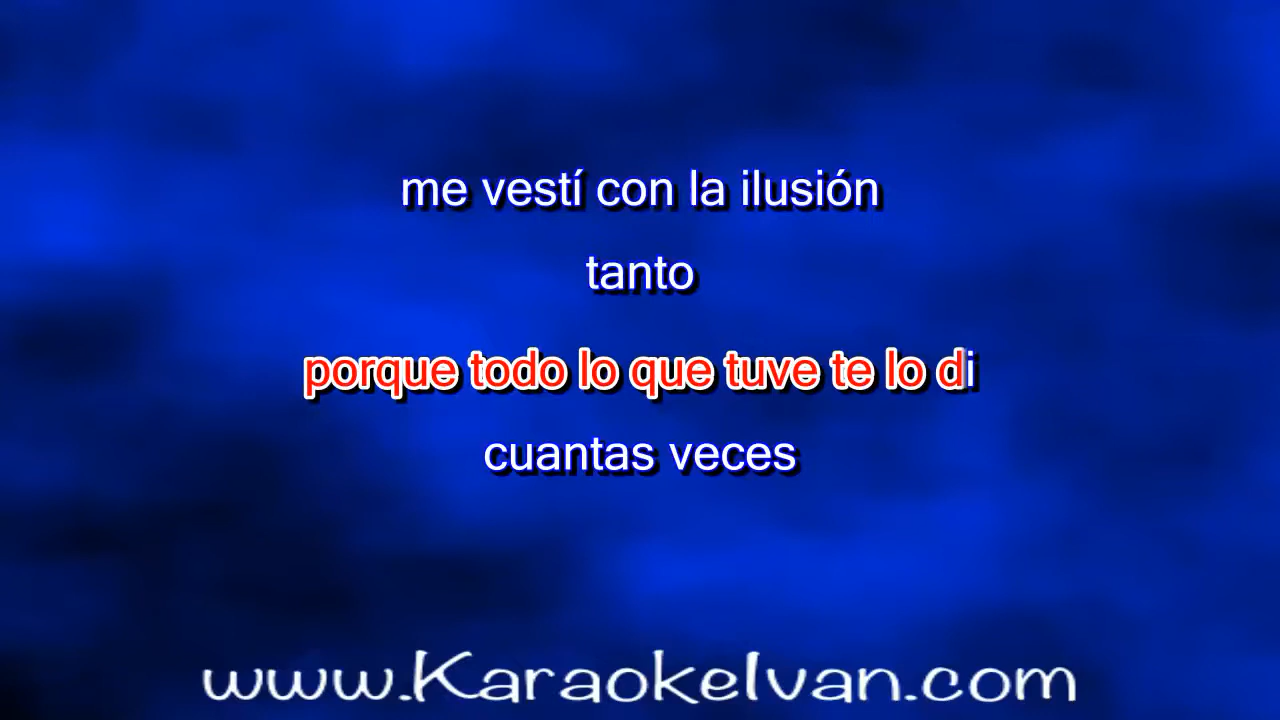 me vestí con la ilusión
tanto
porque todo lo que tuve te lo di
cuantas veces
www.KaraokeIvan.com